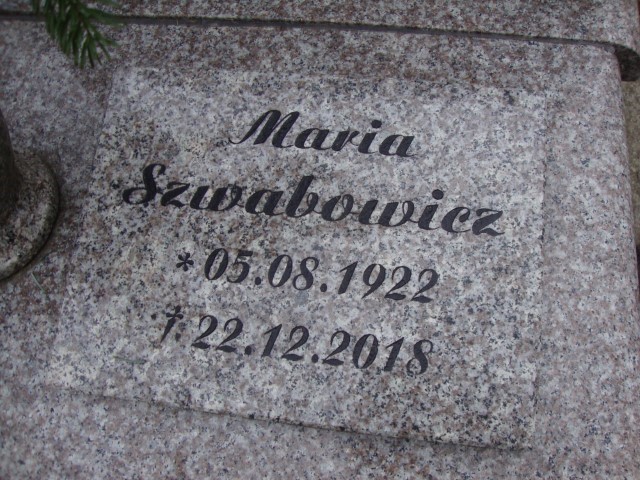 Maria
Szwabowicz
* 05.08.1922
† 22.12.2018